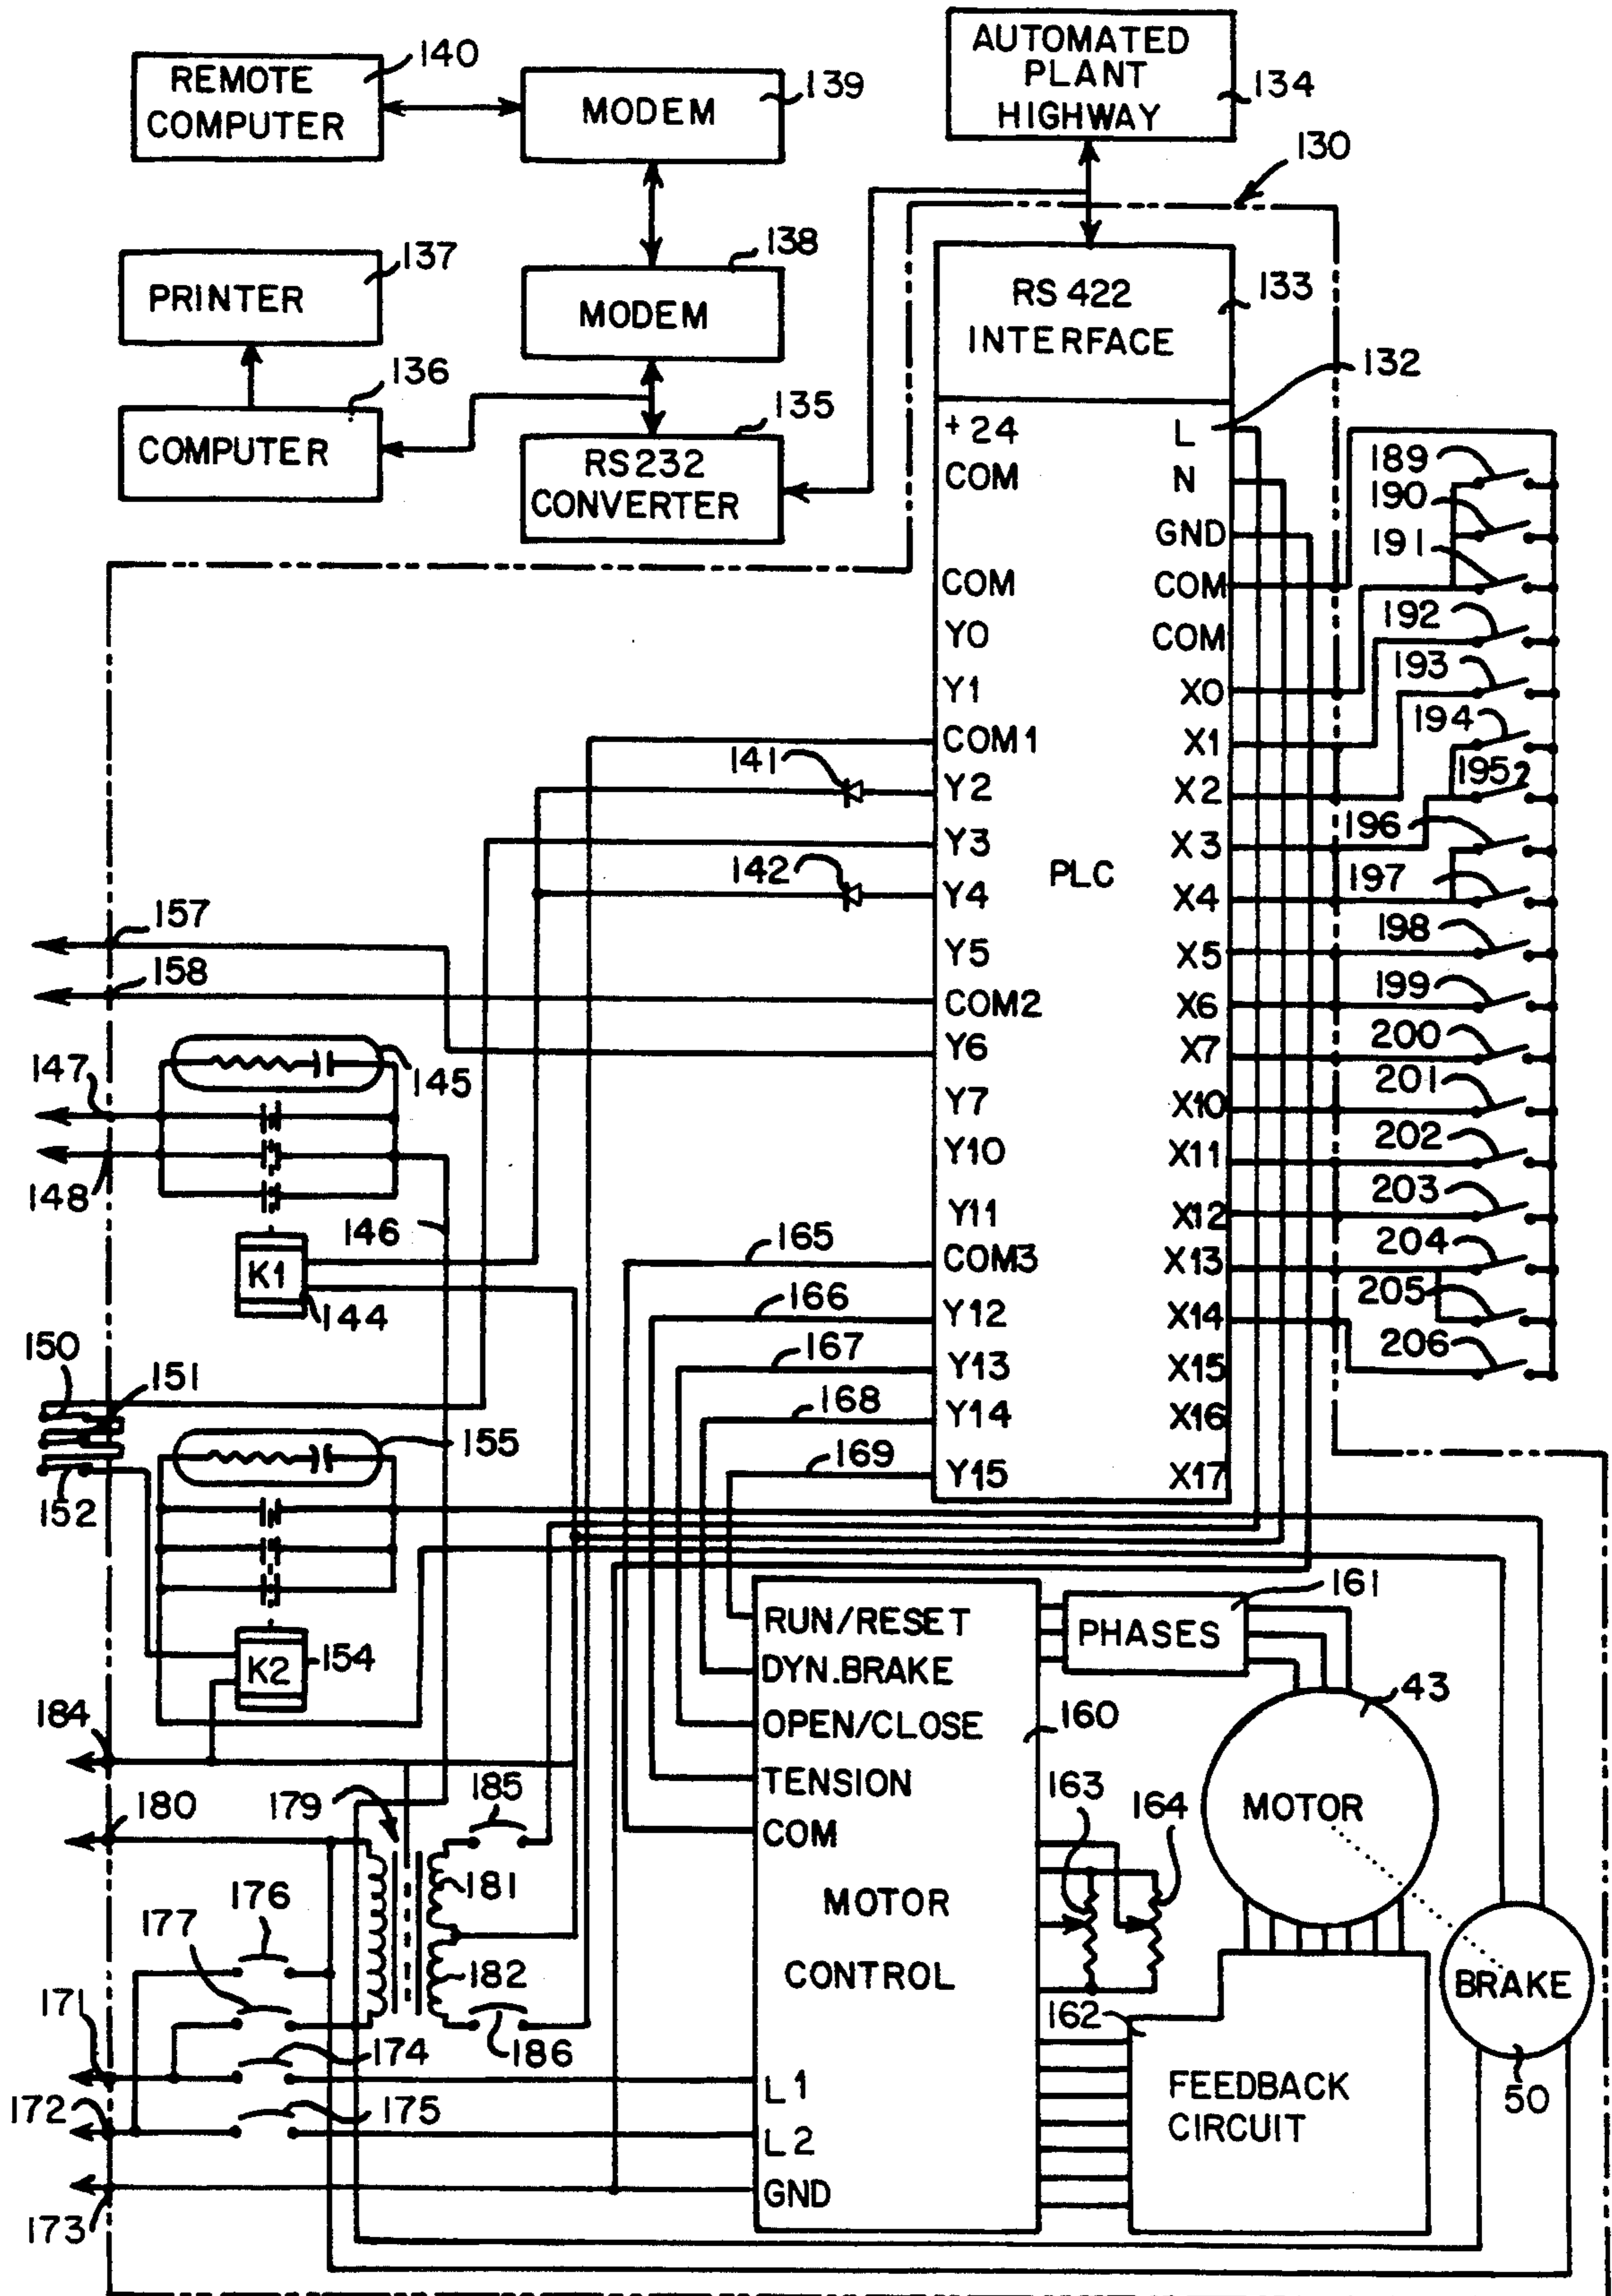 REMOTE
COMPUTER
140
MODEM
139
AUTOMATED
PLANT
HIGHWAY
134
130
PRINTER
137
MODEM
138
RS 422
INTERFACE
133
132
COMPUTER
136
RS232
CONVERTER
135
+24
COM
COM
Y0
Y1
COM1
Y2
Y3
Y4
Y5
COM2
Y6
Y7
Y10
Y11
COM3
Y12
Y13
Y14
Y15
PLC
L
N
GND
COM
COM
X0
X1
X2
X3
X4
X5
X6
X7
X10
X11
X12
X13
X14
X15
X16
X17
189
190
191
192
193
194
195
196
197
198
199
200
201
202
203
204
205
206
141
142
157
158
145
147
148
146
K1
144
165
166
167
168
169
150
151
152
155
K2
154
184
180
179
185
181
182
186
176
177
171
174
172
175
173
RUN/RESET
DYN.BRAKE
OPEN/CLOSE
TENSION
COM
MOTOR
CONTROL
L1
L2
GND
160
PHASES
161
43
MOTOR
163
164
162
FEEDBACK
CIRCUIT
BRAKE
50